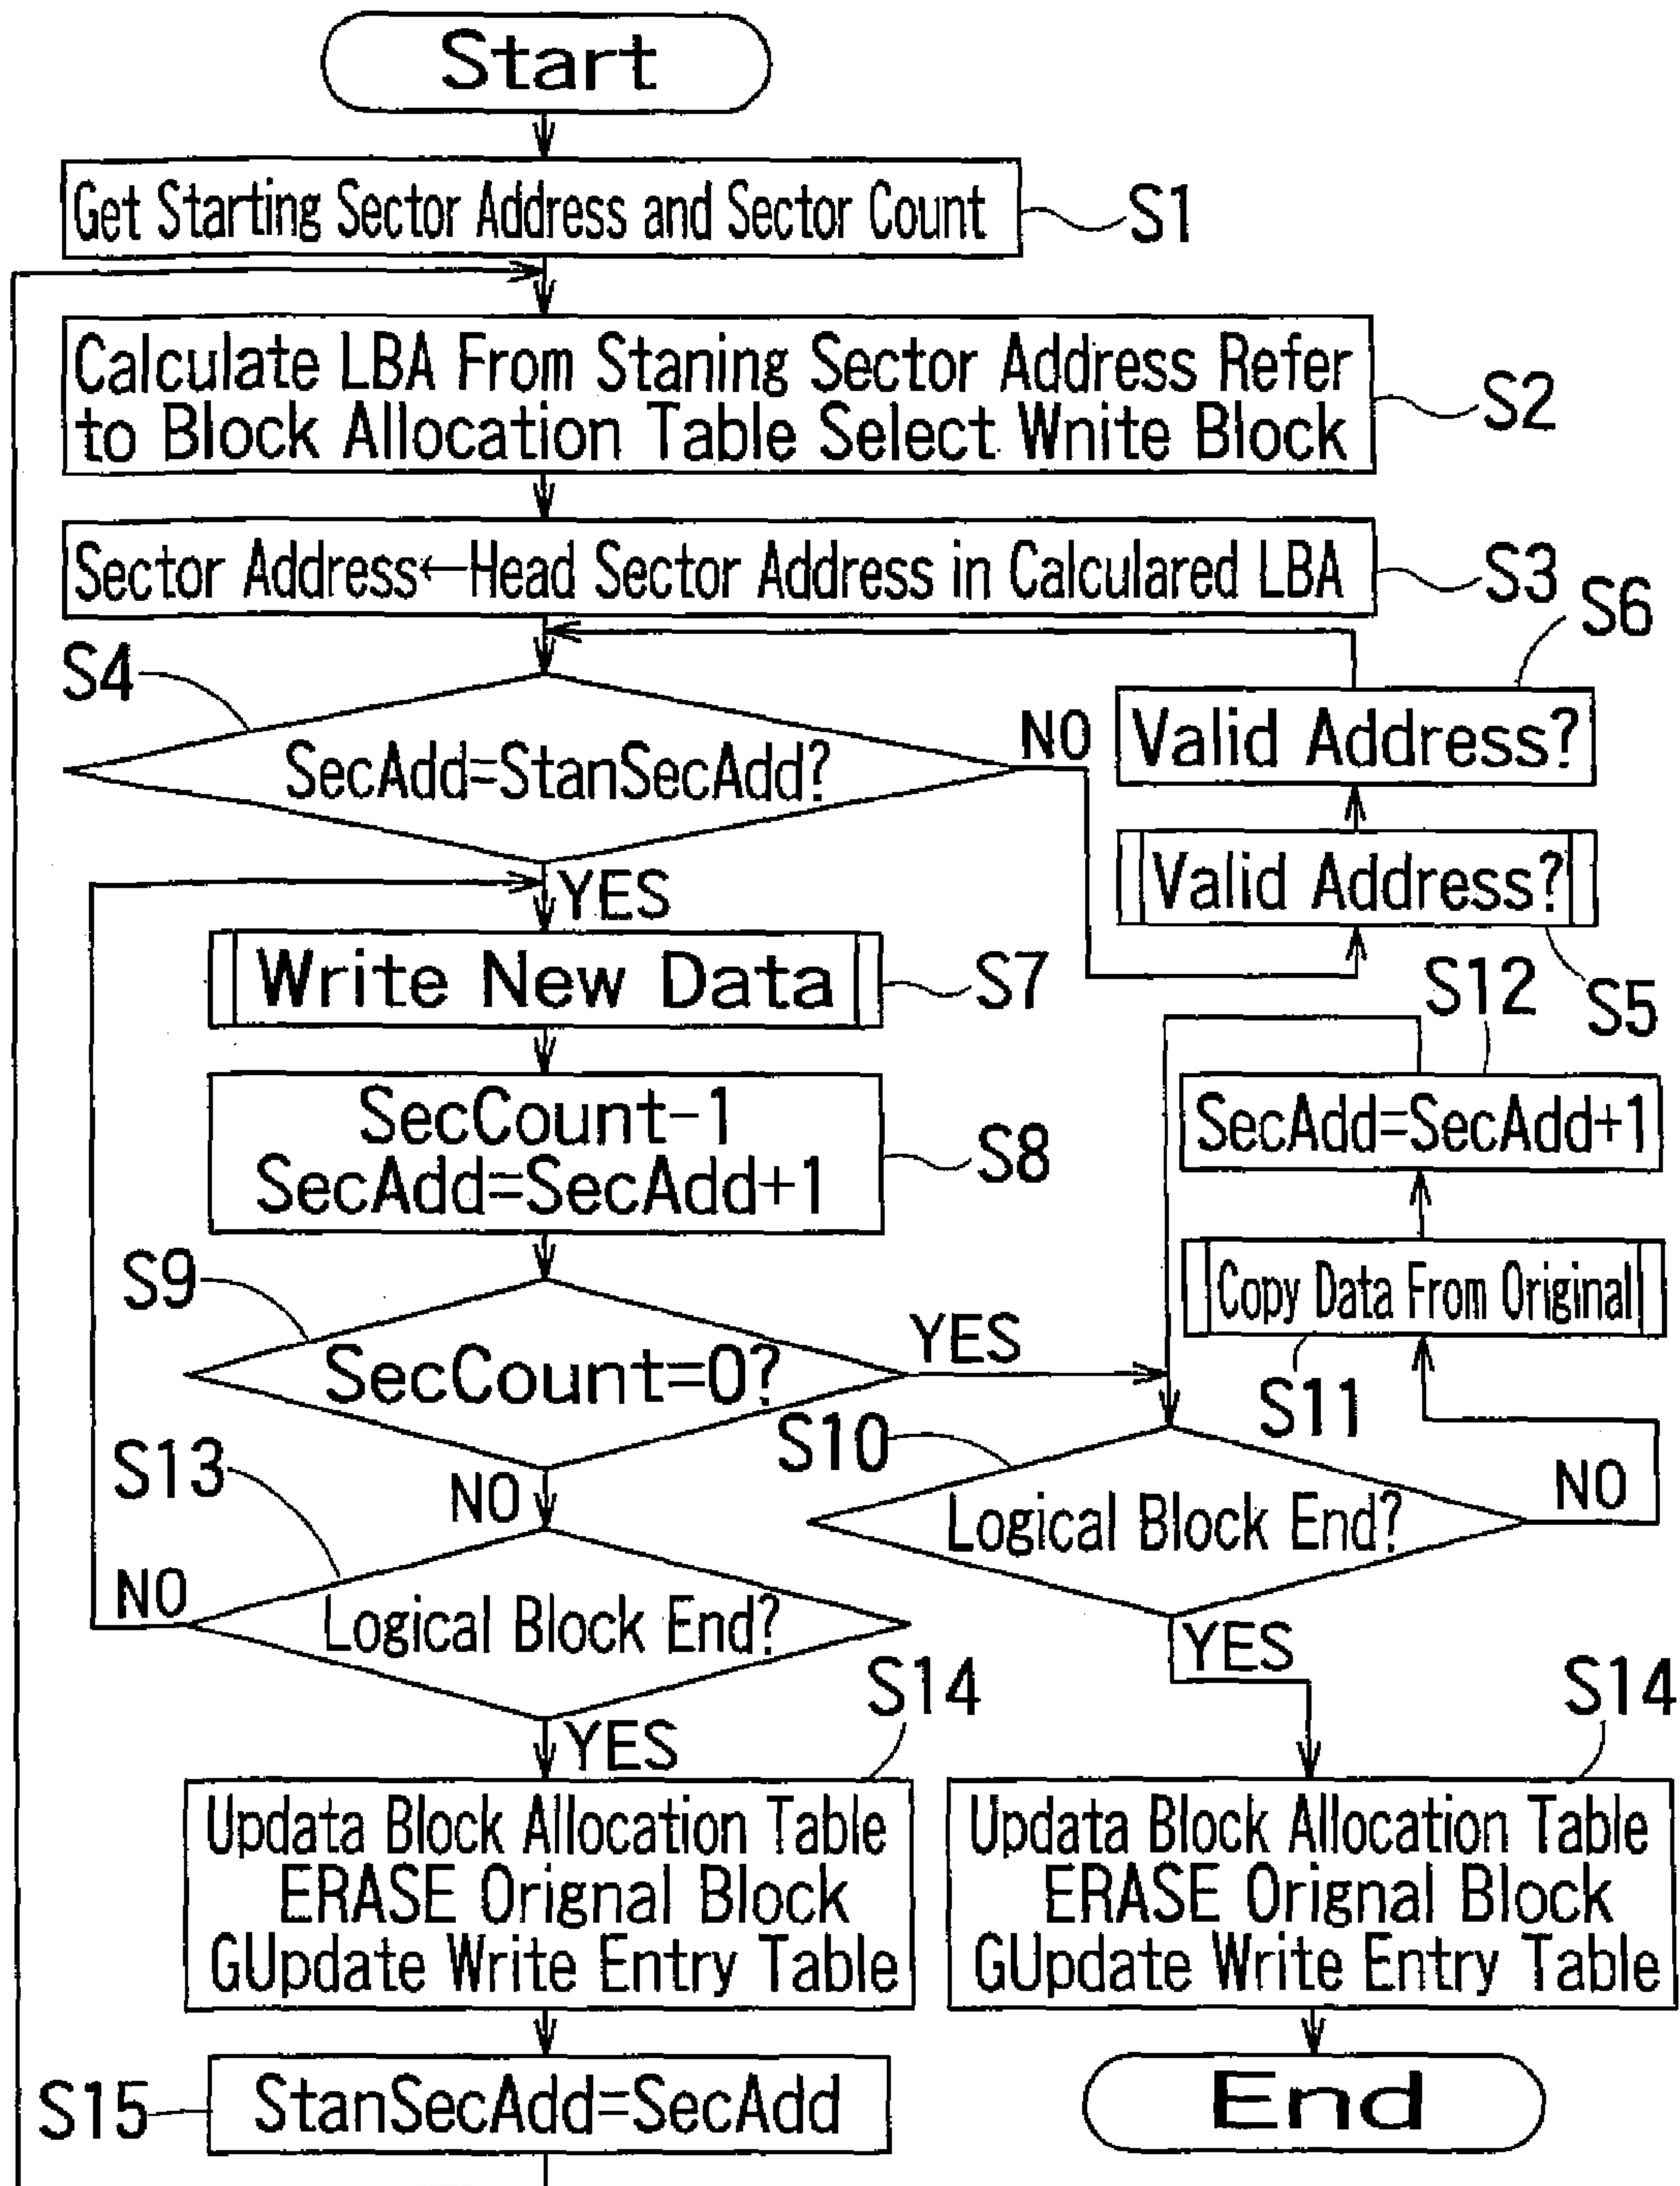 Start
Get Starting Sector Address and Sector Count
S1
Calculate LBA From Staning Sector Address Refer
to Block Allocation Table Select Wnite Block
S2
Sector Address←Head Sector Address in Calculared LBA
S3
S6
S4
SecAdd=StanSecAdd?
NO
Valid Address?
Valid Address?
S5
YES
Write New Data
S7
S12
SecCount-1
SecAdd=SecAdd+1
S8
SecAdd=SecAdd+1
S9
SecCount=0?
YES
Copy Data From Original
S11
S10
NO
S13
Logical Block End?
NO
Logical Block End?
NO
YES
YES
S14
S14
Updata Block Allocation Table
ERASE Orignal Block
GUpdate Write Entry Table
Updata Block Allocation Table
ERASE Orignal Block
GUpdate Write Entry Table
S15
StanSecAdd=SecAdd
End